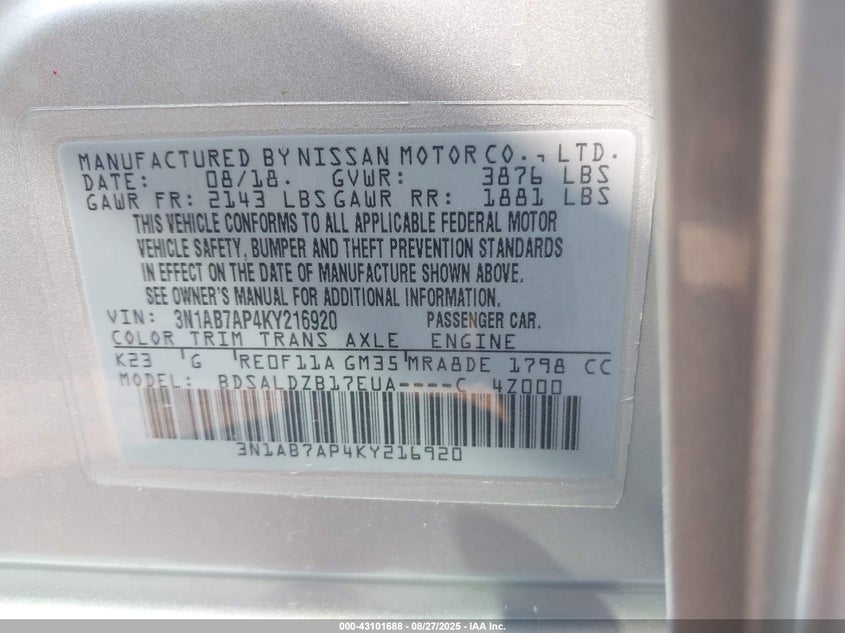 MANUFACTURED BY NISSAN MOTOR CO., LTD.
DATE: 08/18. GVWR: 3876 LBS
GAWR FR: 2143 LBS GAWR RR: 1881 LBS
THIS VEHICLE CONFORMS TO ALL APPLICABLE FEDERAL MOTOR
VEHICLE SAFETY, BUMPER AND THEFT PREVENTION STANDARDS
IN EFFECT ON THE DATE OF MANUFACTURE SHOWN ABOVE.
SEE OWNER'S MANUAL FOR ADDITIONAL INFORMATION.
VIN: 3N1AB7AP4KY216920 PASSENGER CAR.
COLOR TRIM TRANS AXLE ENGINE
K23 G RE0F11A GM35 MRA8DE 1798 CC
MODEL: BDSALDZB17EUA----C 4Z000
3N1AB7AP4KY216920
000-43101688 - 08/27/2025 - IAA Inc.